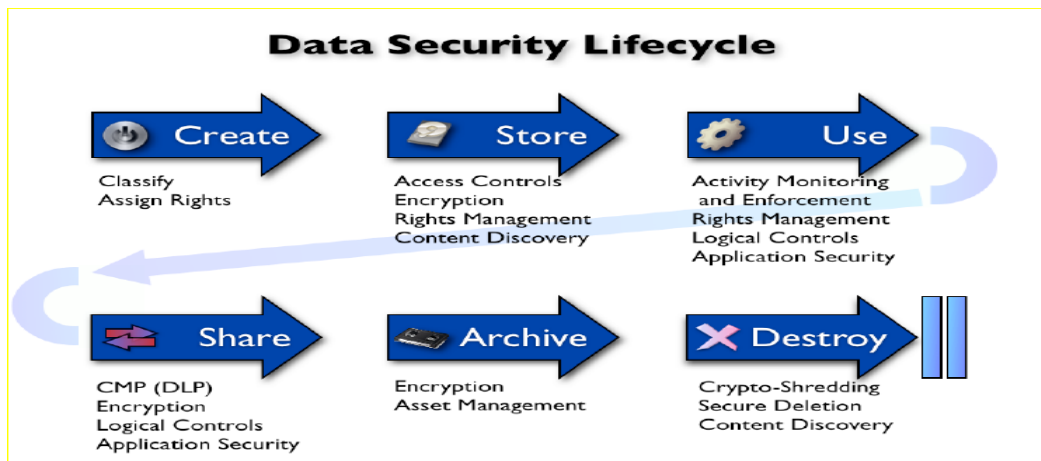 Data Security Lifecycle
Create
Store
Use
Classify
Assign Rights
Access Controls
Encryption
Rights Management
Content Discovery
Activity Monitoring
and Enforcement
Rights Management
Logical Controls
Application Security
Share
Archive
Destroy
CMP (DLP)
Encryption
Logical Controls
Application Security
Encryption
Asset Management
Crypto-Shredding
Secure Deletion
Content Discovery